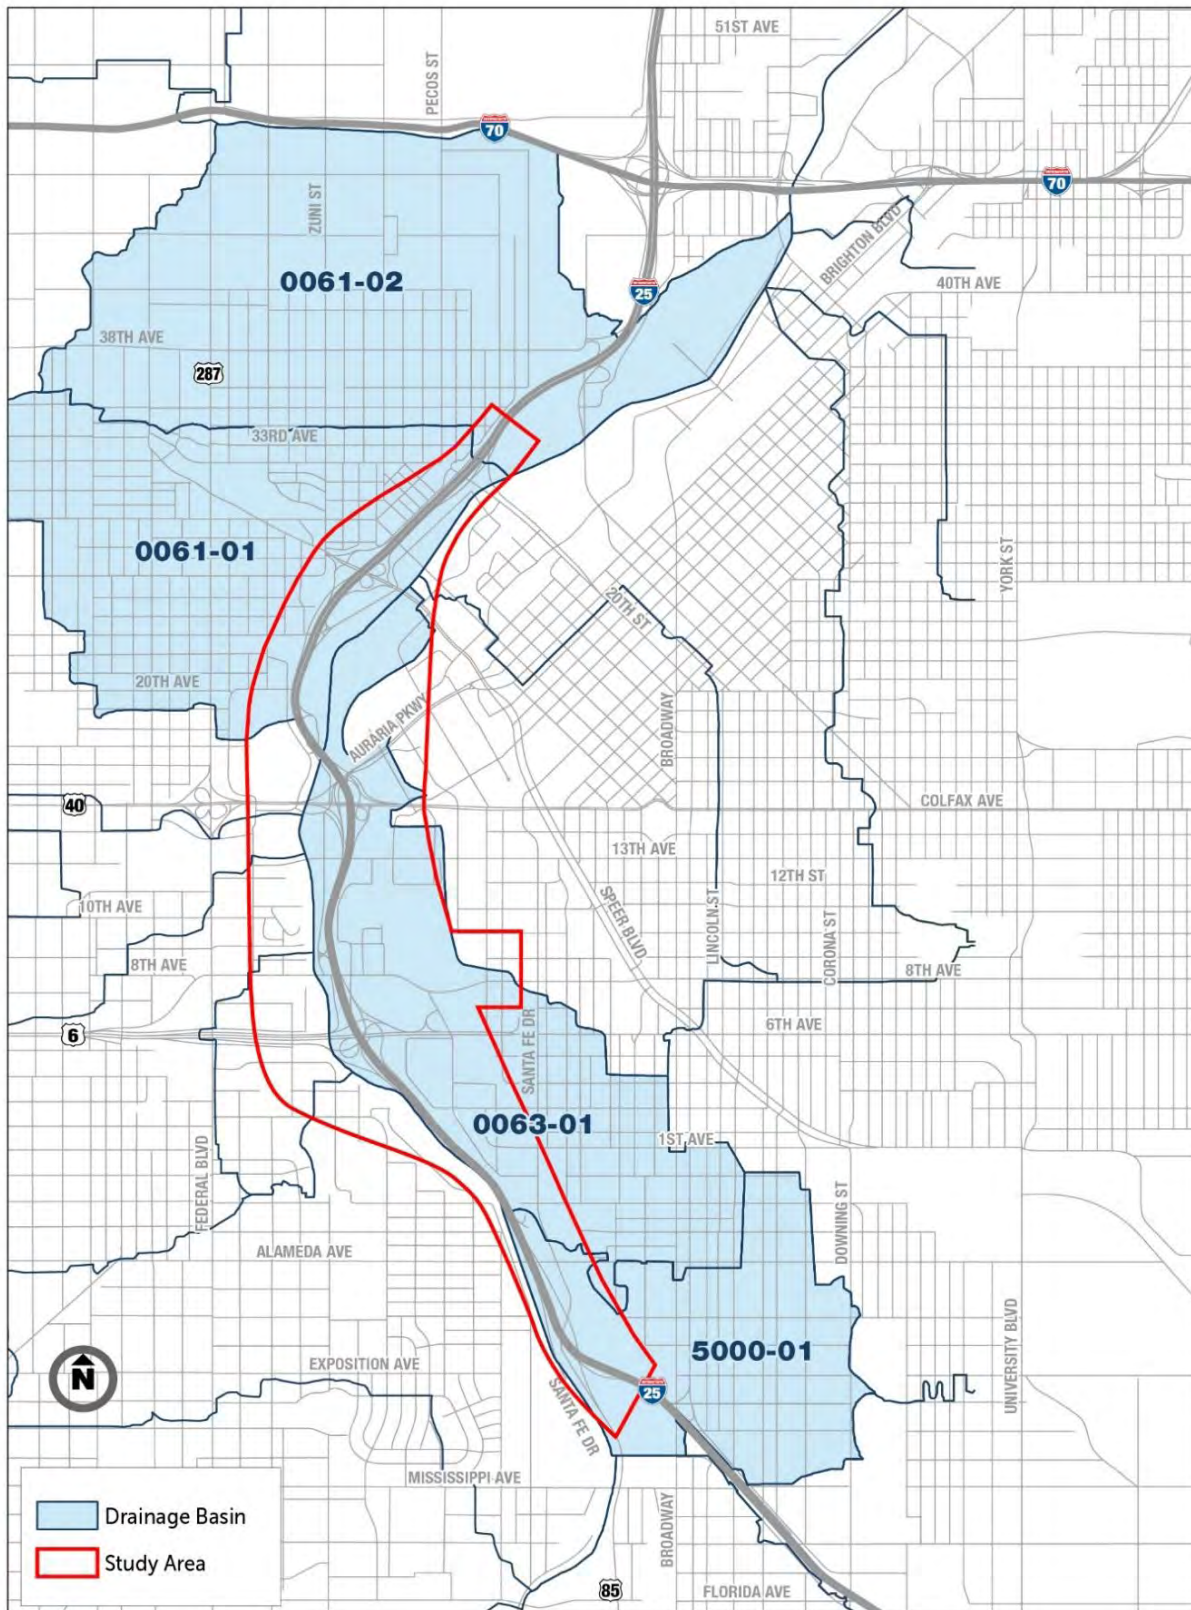 51ST AVE
PECOS ST
70
70
ZUNI ST
BRIGHTON BLVD
0061-02
25
40TH AVE
38TH AVE
287
33RD AVE
0061-01
YORK ST
20TH ST
20TH AVE
AURARIA PKWY
BROADWAY
40
COLFAX AVE
13TH AVE
12TH ST
10TH AVE
SPEER BLVD
LINCOLN ST
CORONA ST
8TH AVE
8TH AVE
6
6TH AVE
SANTA FE DR
0063-01
1ST AVE
FEDERAL BLVD
DOWNING ST
ALAMEDA AVE
UNIVERSITY BLVD
5000-01
EXPOSITION AVE
N
25
SANTA FE DR
MISSISSIPPI AVE
Drainage Basin
BROADWAY
Study Area
85
FLORIDA AVE